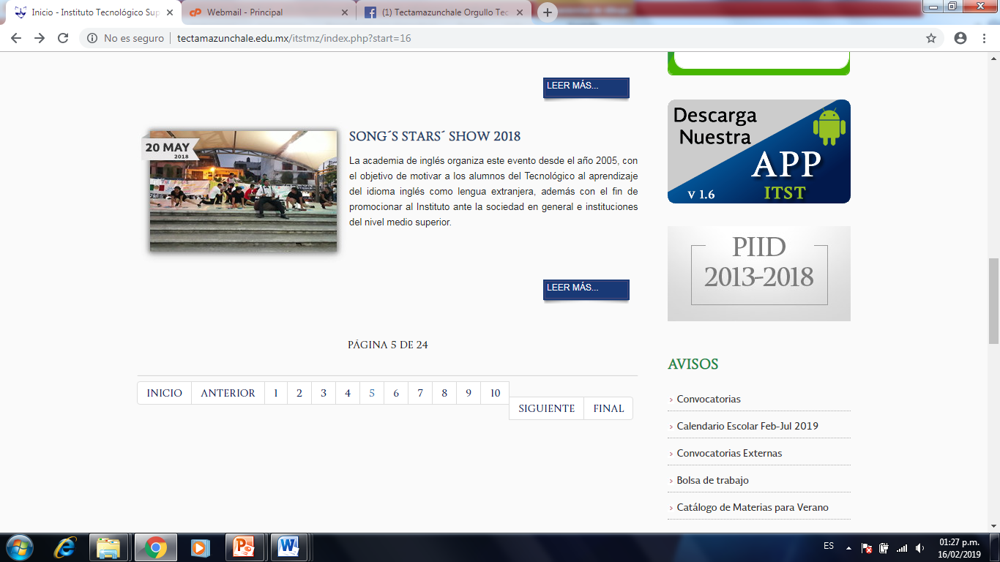 Inicio - Instituto Tecnológico Sup
Webmail - Principal
(1) Tectamazunchale Orgullo Tec
No es seguro
tectamazunchale.edu.mx/itstmz/index.php?start=16
LEER MÁS...
20 MAY
2018
SONG´S STARS´ SHOW 2018
La academia de inglés organiza este evento desde el año 2005, con
el objetivo de motivar a los alumnos del Tecnológico al aprendizaje
del idioma inglés como lengua extranjera, además con el fin de
promocionar al Instituto ante la sociedad en general e instituciones
del nivel medio superior.
LEER MÁS...
PÁGINA 5 DE 24
INICIO ANTERIOR 1 2 3 4 5 6 7 8 9 10
SIGUIENTE FINAL
Descarga
Nuestra
APP
v 1.6 ITST
PIID
2013-2018
AVISOS
Convocatorias
Calendario Escolar Feb-Jul 2019
Convocatorias Externas
Bolsa de trabajo
Catálogo de Materias para Verano
ES
01:27 p.m.
16/02/2019